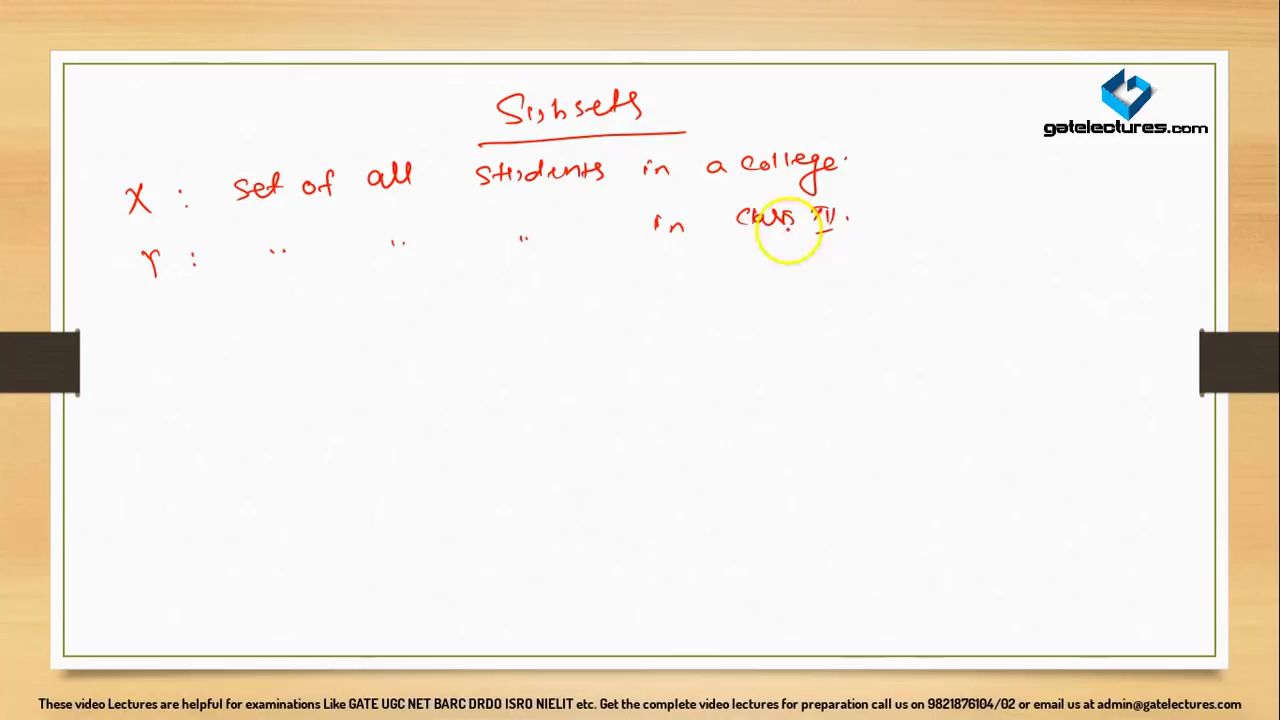 Subsets
gatelectures.com
X : set of all students in a college.
Y : " " " in class
These video Lectures are helpful for examinations Like GATE UGC NET BARC DRDO ISRO NIELIT etc. Get the complete video lectures for preparation call us on 9821876104/02 or email us at admin@gatelectures.com